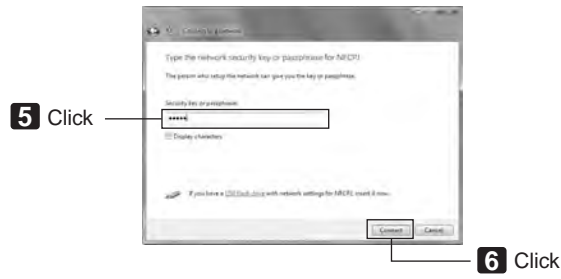 Connect to a network
Type the network security key or passphrase for NECPJ
The person who setup the network can give you the key or passphrase.
Security key or passphrase:
5 Click
•••••
Display characters
If you have a USB flash drive with network settings for NECPJ, insert it now.
Connect Cancel
6 Click